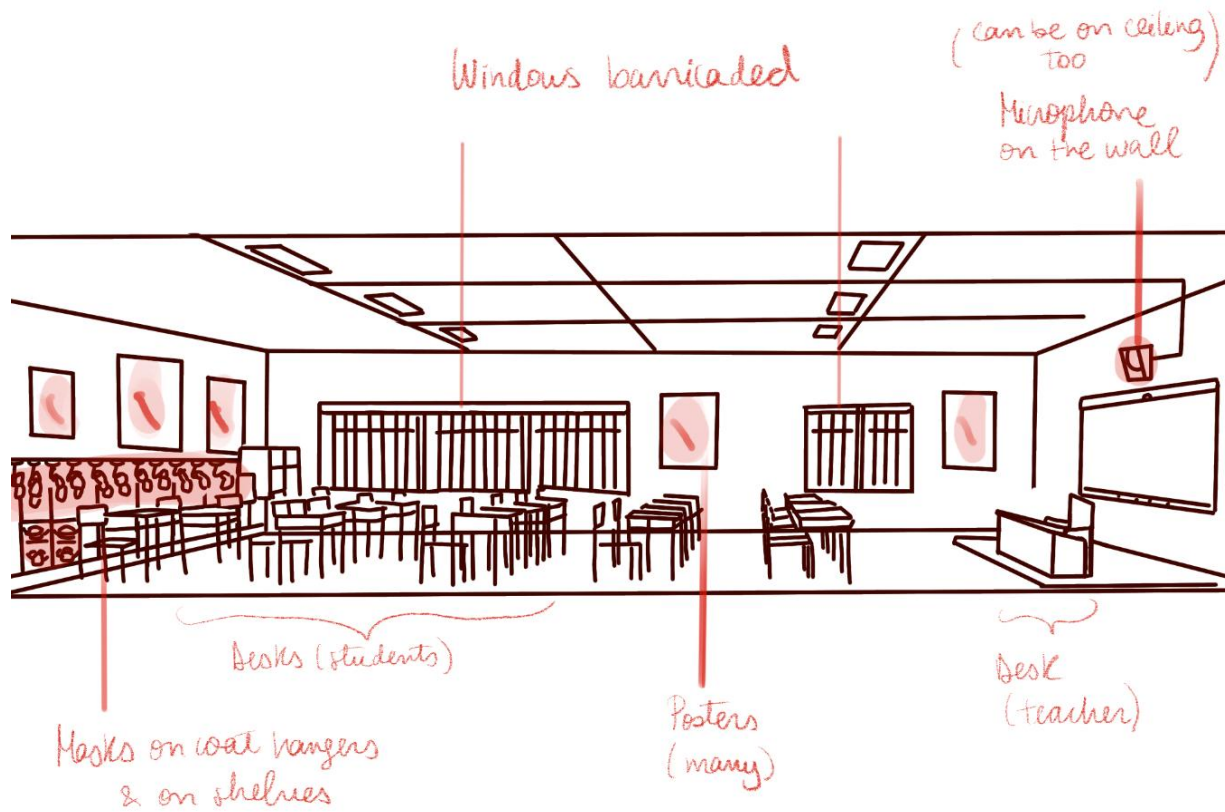 (can be on ceiling)
TOO
Windows barricaded
Microphone
on the wall
Desks (students)
Desk
(teacher)
Posters
(many)
Masks on coat hangers
& on shelves